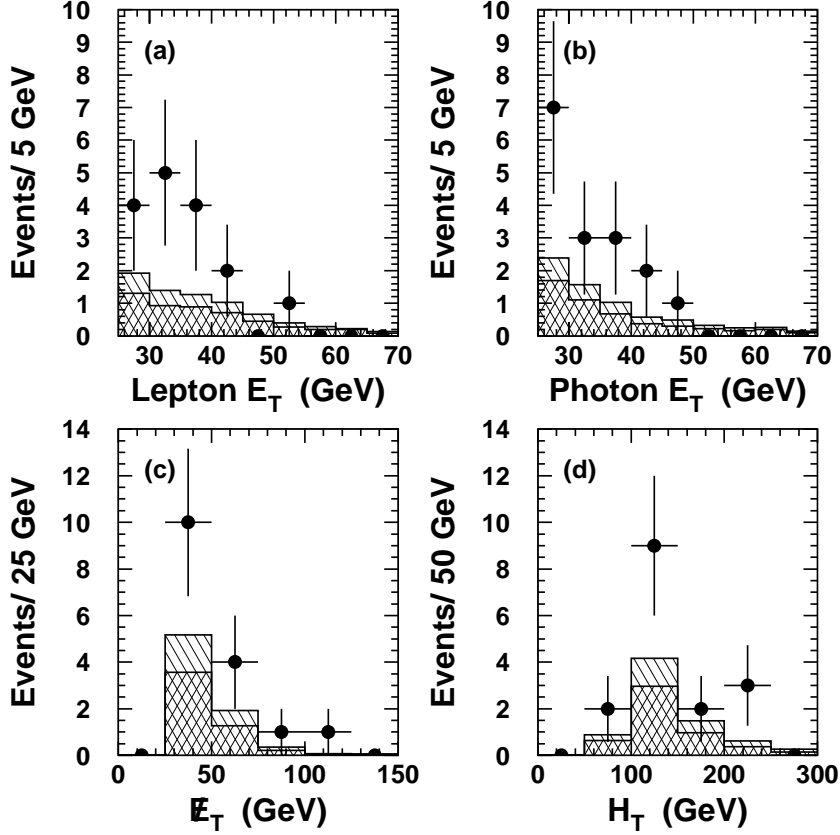 (a)
Events/ 5 GeV
10
9
8
7
6
5
4
3
2
1
0
30 40 50 60 70
Lepton E_T (GeV)
(b)
Events/ 5 GeV
10
9
8
7
6
5
4
3
2
1
0
30 40 50 60 70
Photon E_T (GeV)
(c)
Events/ 25 GeV
14
12
10
8
6
4
2
0
0 50 100 150
E̸_T (GeV)
(d)
Events/ 50 GeV
14
12
10
8
6
4
2
0
0 100 200 300
H_T (GeV)